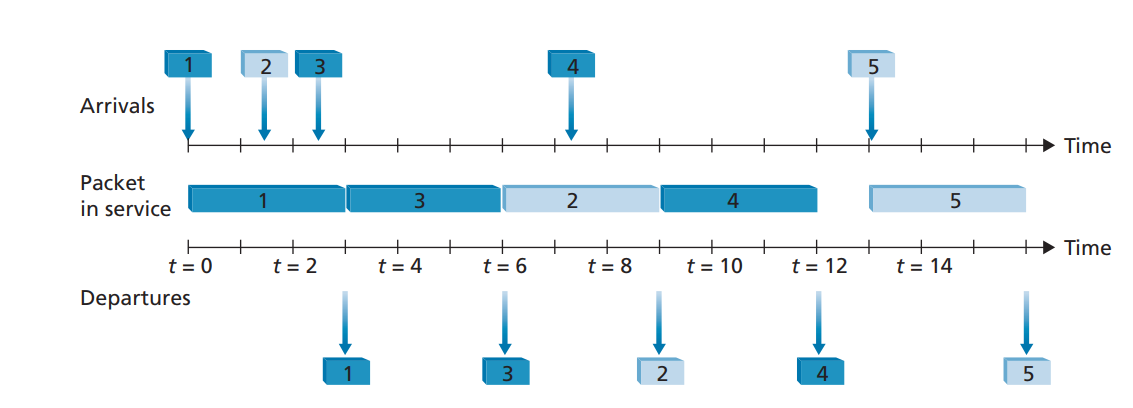 1 2 3 4 5
Arrivals
Time
Packet
in service
1 3 2 4 5
Time
t = 0 t = 2 t = 4 t = 6 t = 8 t = 10 t = 12 t = 14
Departures
1 3 2 4 5